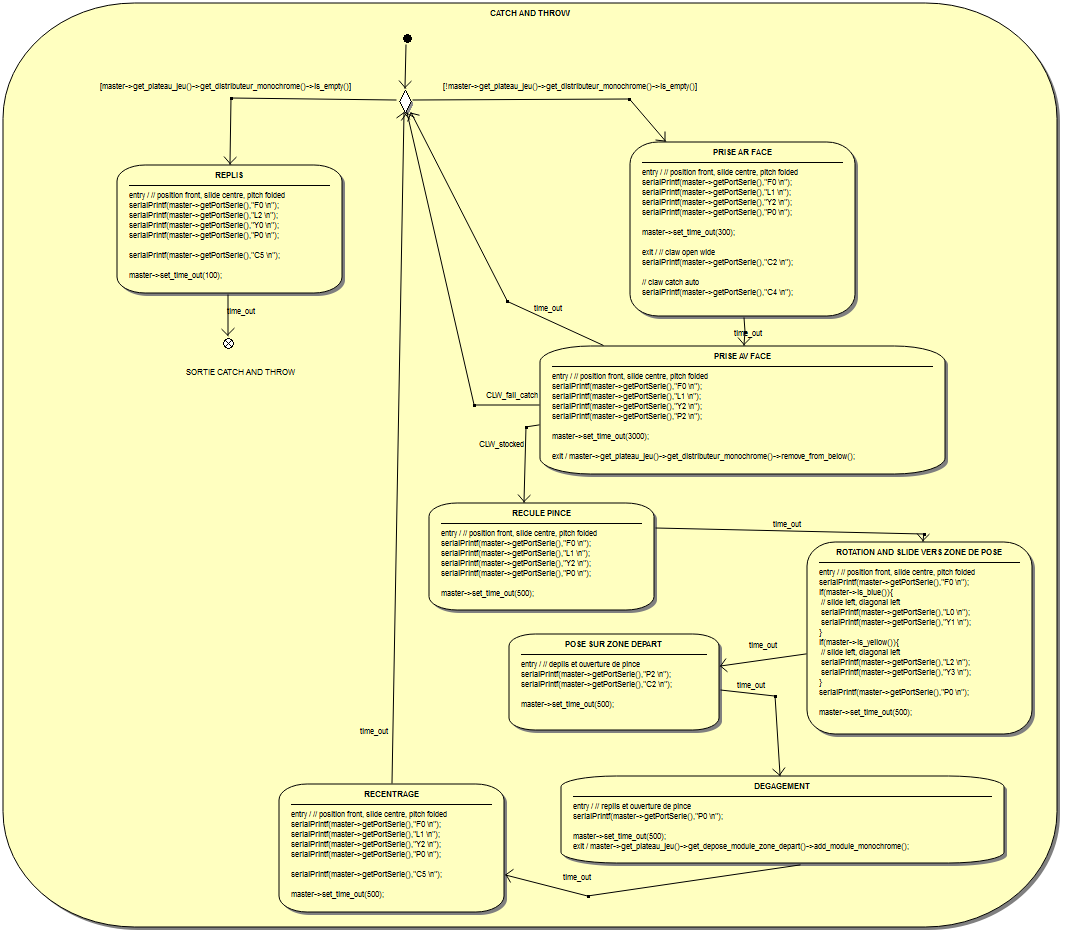 CATCH AND THROW
[master->get_plateau_jeu()->get_distributeur_monochrome()->is_empty()]
[!master->get_plateau_jeu()->get_distributeur_monochrome()->is_empty()]
REPLIS
entry / // position front, slide centre, pitch folded
serialPrintf(master->getPortSerie(),"F0 \n");
serialPrintf(master->getPortSerie(),"L2 \n");
serialPrintf(master->getPortSerie(),"Y0 \n");
serialPrintf(master->getPortSerie(),"P0 \n");
serialPrintf(master->getPortSerie(),"C5 \n");
master->set_time_out(100);
time_out
SORTIE CATCH AND THROW
PRISE AR FACE
entry / // position front, slide centre, pitch folded
serialPrintf(master->getPortSerie(),"F0 \n");
serialPrintf(master->getPortSerie(),"L1 \n");
serialPrintf(master->getPortSerie(),"Y2 \n");
serialPrintf(master->getPortSerie(),"P0 \n");
master->set_time_out(300);
exit / // claw open wide
serialPrintf(master->getPortSerie(),"C2 \n");
// claw catch auto
serialPrintf(master->getPortSerie(),"C4 \n");
time_out
time_out
PRISE AV FACE
entry / // position front, slide centre, pitch folded
serialPrintf(master->getPortSerie(),"F0 \n");
serialPrintf(master->getPortSerie(),"L1 \n");
serialPrintf(master->getPortSerie(),"Y2 \n");
serialPrintf(master->getPortSerie(),"P2 \n");
master->set_time_out(3000);
exit / master->get_plateau_jeu()->get_distributeur_monochrome()->remove_from_below();
CLW_fail_catch
CLW_stocked
RECULE PINCE
entry / // position front, slide centre, pitch folded
serialPrintf(master->getPortSerie(),"F0 \n");
serialPrintf(master->getPortSerie(),"L1 \n");
serialPrintf(master->getPortSerie(),"Y2 \n");
serialPrintf(master->getPortSerie(),"P0 \n");
master->set_time_out(500);
time_out
ROTATION AND SLIDE VERS ZONE DE POSE
entry / // position front, slide centre, pitch folded
serialPrintf(master->getPortSerie(),"F0 \n");
if(master->is_blue()){
// slide left, diagonal left
serialPrintf(master->getPortSerie(),"L0 \n");
serialPrintf(master->getPortSerie(),"Y1 \n");
}
if(master->is_yellow()){
// slide left, diagonal left
serialPrintf(master->getPortSerie(),"L2 \n");
serialPrintf(master->getPortSerie(),"Y3 \n");
}
serialPrintf(master->getPortSerie(),"P0 \n");
master->set_time_out(500);
time_out
POSE SUR ZONE DEPART
entry / // deplis et ouverture de pince
serialPrintf(master->getPortSerie(),"P2 \n");
serialPrintf(master->getPortSerie(),"C2 \n");
master->set_time_out(500);
time_out
DEGAGEMENT
entry / // replis et ouverture de pince
serialPrintf(master->getPortSerie(),"P0 \n");
master->set_time_out(500);
exit / master->get_plateau_jeu()->get_depose_module_zone_depart()->add_module_monochrome();
time_out
time_out
RECENTRAGE
entry / // position front, slide centre, pitch folded
serialPrintf(master->getPortSerie(),"F0 \n");
serialPrintf(master->getPortSerie(),"L1 \n");
serialPrintf(master->getPortSerie(),"Y2 \n");
serialPrintf(master->getPortSerie(),"P0 \n");
serialPrintf(master->getPortSerie(),"C5 \n");
master->set_time_out(500);